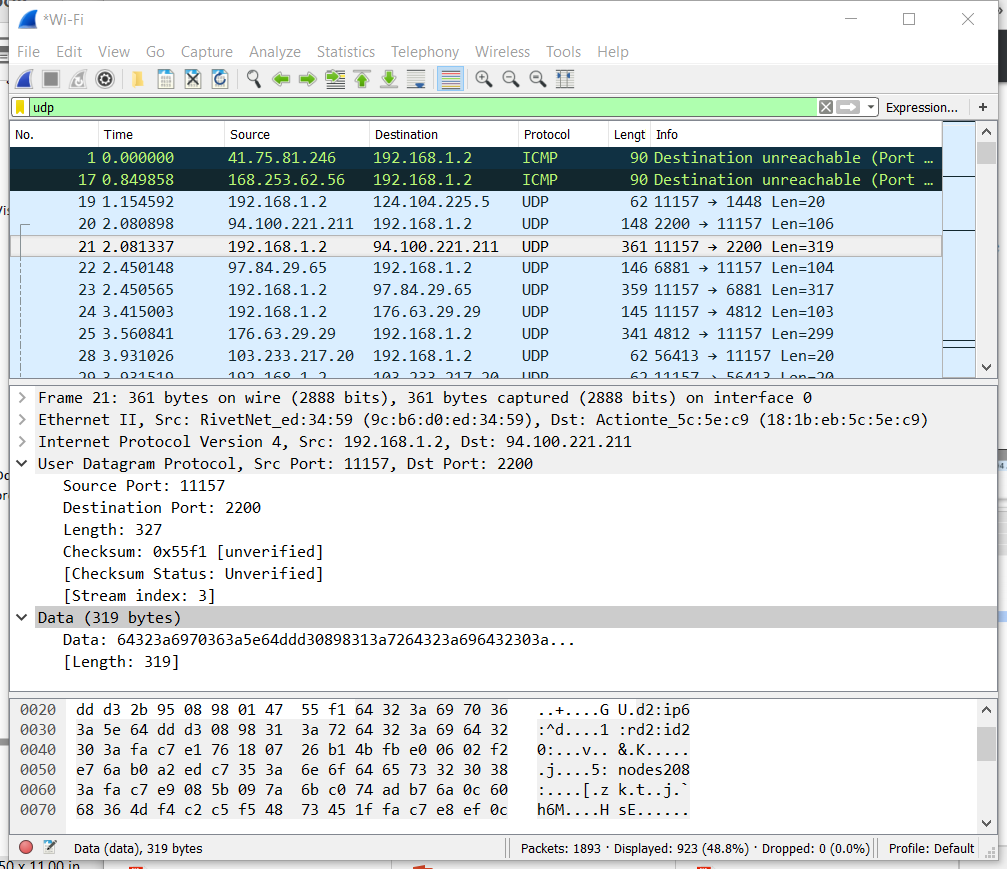 *Wi-Fi
File Edit View Go Capture Analyze Statistics Telephony Wireless Tools Help
udp Expression... +
No. Time Source Destination Protocol Lengt Info
1 0.000000 41.75.81.246 192.168.1.2 ICMP 90 Destination unreachable (Port …
17 0.849858 168.253.62.56 192.168.1.2 ICMP 90 Destination unreachable (Port …
19 1.154592 192.168.1.2 124.104.225.5 UDP 62 11157 → 1448 Len=20
20 2.080898 94.100.221.211 192.168.1.2 UDP 148 2200 → 11157 Len=106
21 2.081337 192.168.1.2 94.100.221.211 UDP 361 11157 → 2200 Len=319
22 2.450148 97.84.29.65 192.168.1.2 UDP 146 6881 → 11157 Len=104
23 2.450565 192.168.1.2 97.84.29.65 UDP 359 11157 → 6881 Len=317
24 3.415003 192.168.1.2 176.63.29.29 UDP 145 11157 → 4812 Len=103
25 3.560841 176.63.29.29 192.168.1.2 UDP 341 4812 → 11157 Len=299
28 3.931026 103.233.217.20 192.168.1.2 UDP 62 56413 → 11157 Len=20
29 3.931519 192.168.1.2 103.233.217.20 UDP 62 11157 → 56413 Len=20
Frame 21: 361 bytes on wire (2888 bits), 361 bytes captured (2888 bits) on interface 0
Ethernet II, Src: RivetNet_ed:34:59 (9c:b6:d0:ed:34:59), Dst: Actionte_5c:5e:c9 (18:1b:eb:5c:5e:c9)
Internet Protocol Version 4, Src: 192.168.1.2, Dst: 94.100.221.211
User Datagram Protocol, Src Port: 11157, Dst Port: 2200
Source Port: 11157
Destination Port: 2200
Length: 327
Checksum: 0x55f1 [unverified]
[Checksum Status: Unverified]
[Stream index: 3]
Data (319 bytes)
Data: 64323a6970363a5e64ddd30898313a7264323a696432303a...
[Length: 319]
0020 dd d3 2b 95 08 98 01 47 55 f1 64 32 3a 69 70 36 ..+....G U.d2:ip6
0030 3a 5e 64 dd d3 08 98 31 3a 72 64 32 3a 69 64 32 :^d....1 :rd2:id2
0040 30 3a fa c7 e1 76 18 07 26 b1 4b fb e0 06 02 f2 0:...v.. &.K.....
0050 e7 6a b0 a2 ed c7 35 3a 6e 6f 64 65 73 32 30 38 .j....5: nodes208
0060 3a fa c7 e9 08 5b 09 7a 6b c0 74 ad b7 6a 0c 60 :....[.z k.t..j.`
0070 68 36 4d f4 c2 c5 f5 48 73 45 1f fa c7 e8 ef 0c h6M....H sE......
Data (data), 319 bytes Packets: 1893 · Displayed: 923 (48.8%) · Dropped: 0 (0.0%) Profile: Default
50 x 11.00 in